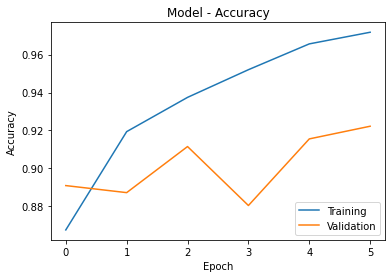 Model - Accuracy
Accuracy
0.96
0.94
0.92
0.90
0.88
0 1 2 3 4 5
Epoch
Training
Validation